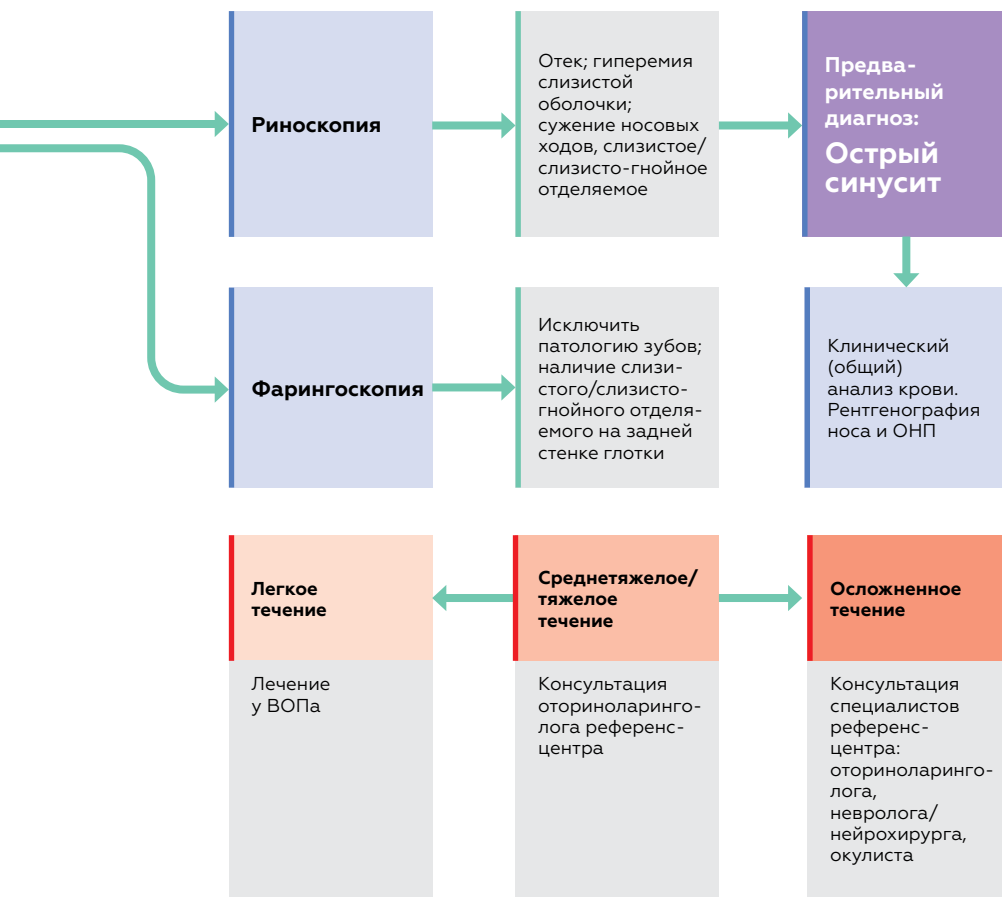 Риноскопия
Отек; гиперемия
слизистой
оболочки;
сужение носовых
ходов, слизистое/
слизисто-гнойное
отделяемое
Предва-
рительный
диагноз:
Острый
синусит
Фарингоскопия
Исключить
патологию зубов;
наличие слизи-
стого/слизисто-
гнойного отделя-
емого на задней
стенке глотки
Клинический
(общий)
анализ крови.
Рентгенография
носа и ОНП
Легкое
течение
Лечение
у ВОПа
Среднетяжелое/
тяжелое
течение
Консультация
оториноларинго-
лога референс-
центра
Осложненное
течение
Консультация
специалистов
референс-
центра:
оториноларинго-
лога,
невролога/
нейрохирурга,
окулиста